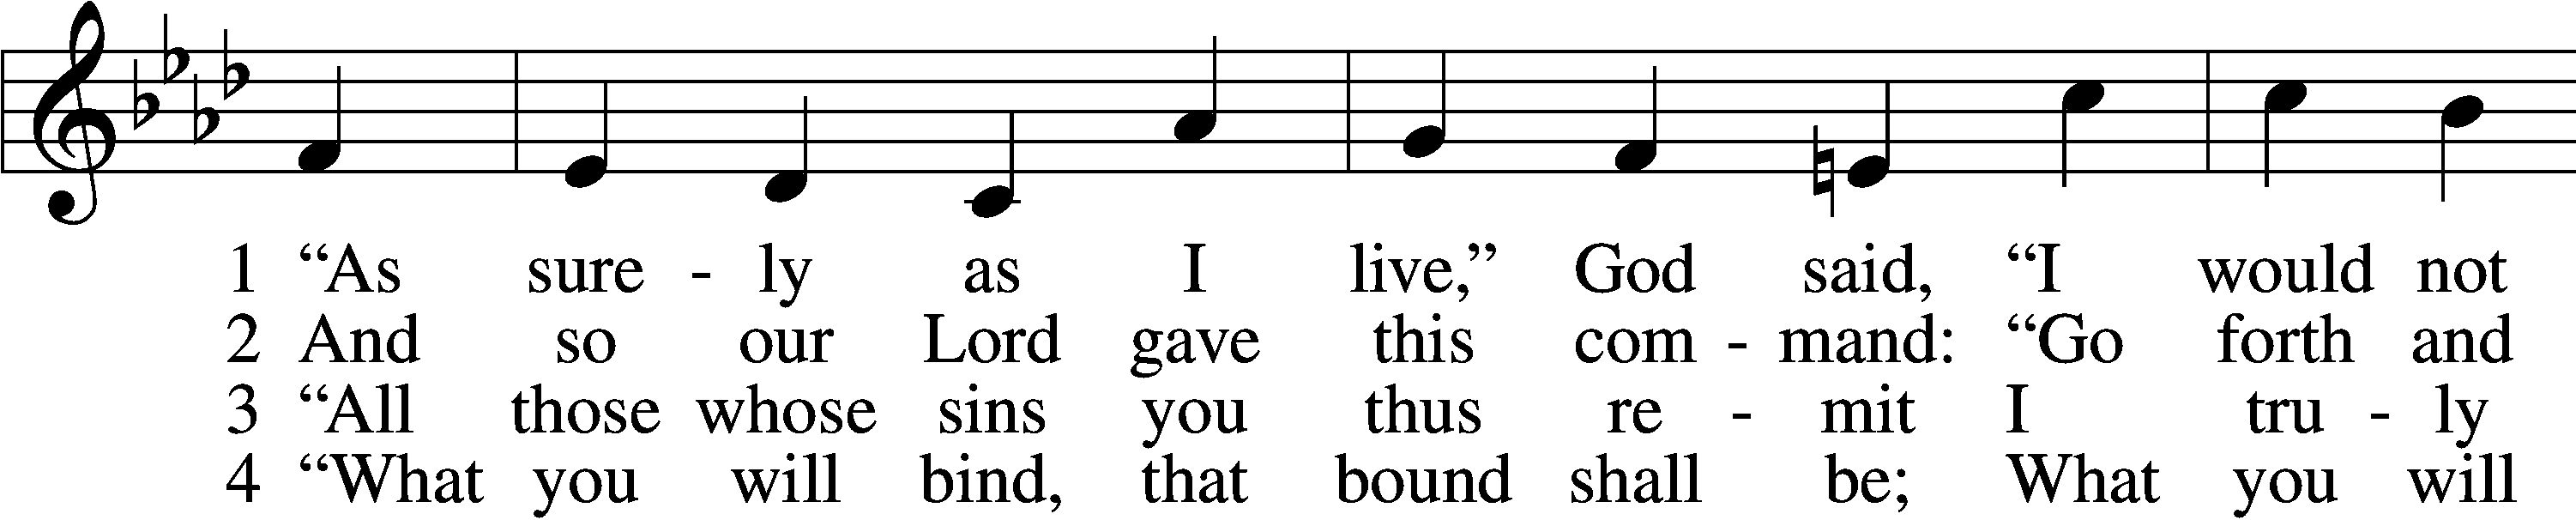 1 “As sure - ly as I live,” God said, “I would not
2 And so our Lord gave this com - mand: “Go forth and
3 “All those whose sins you thus re - mit I tru - ly
4 “What you will bind, that bound shall be; What you will